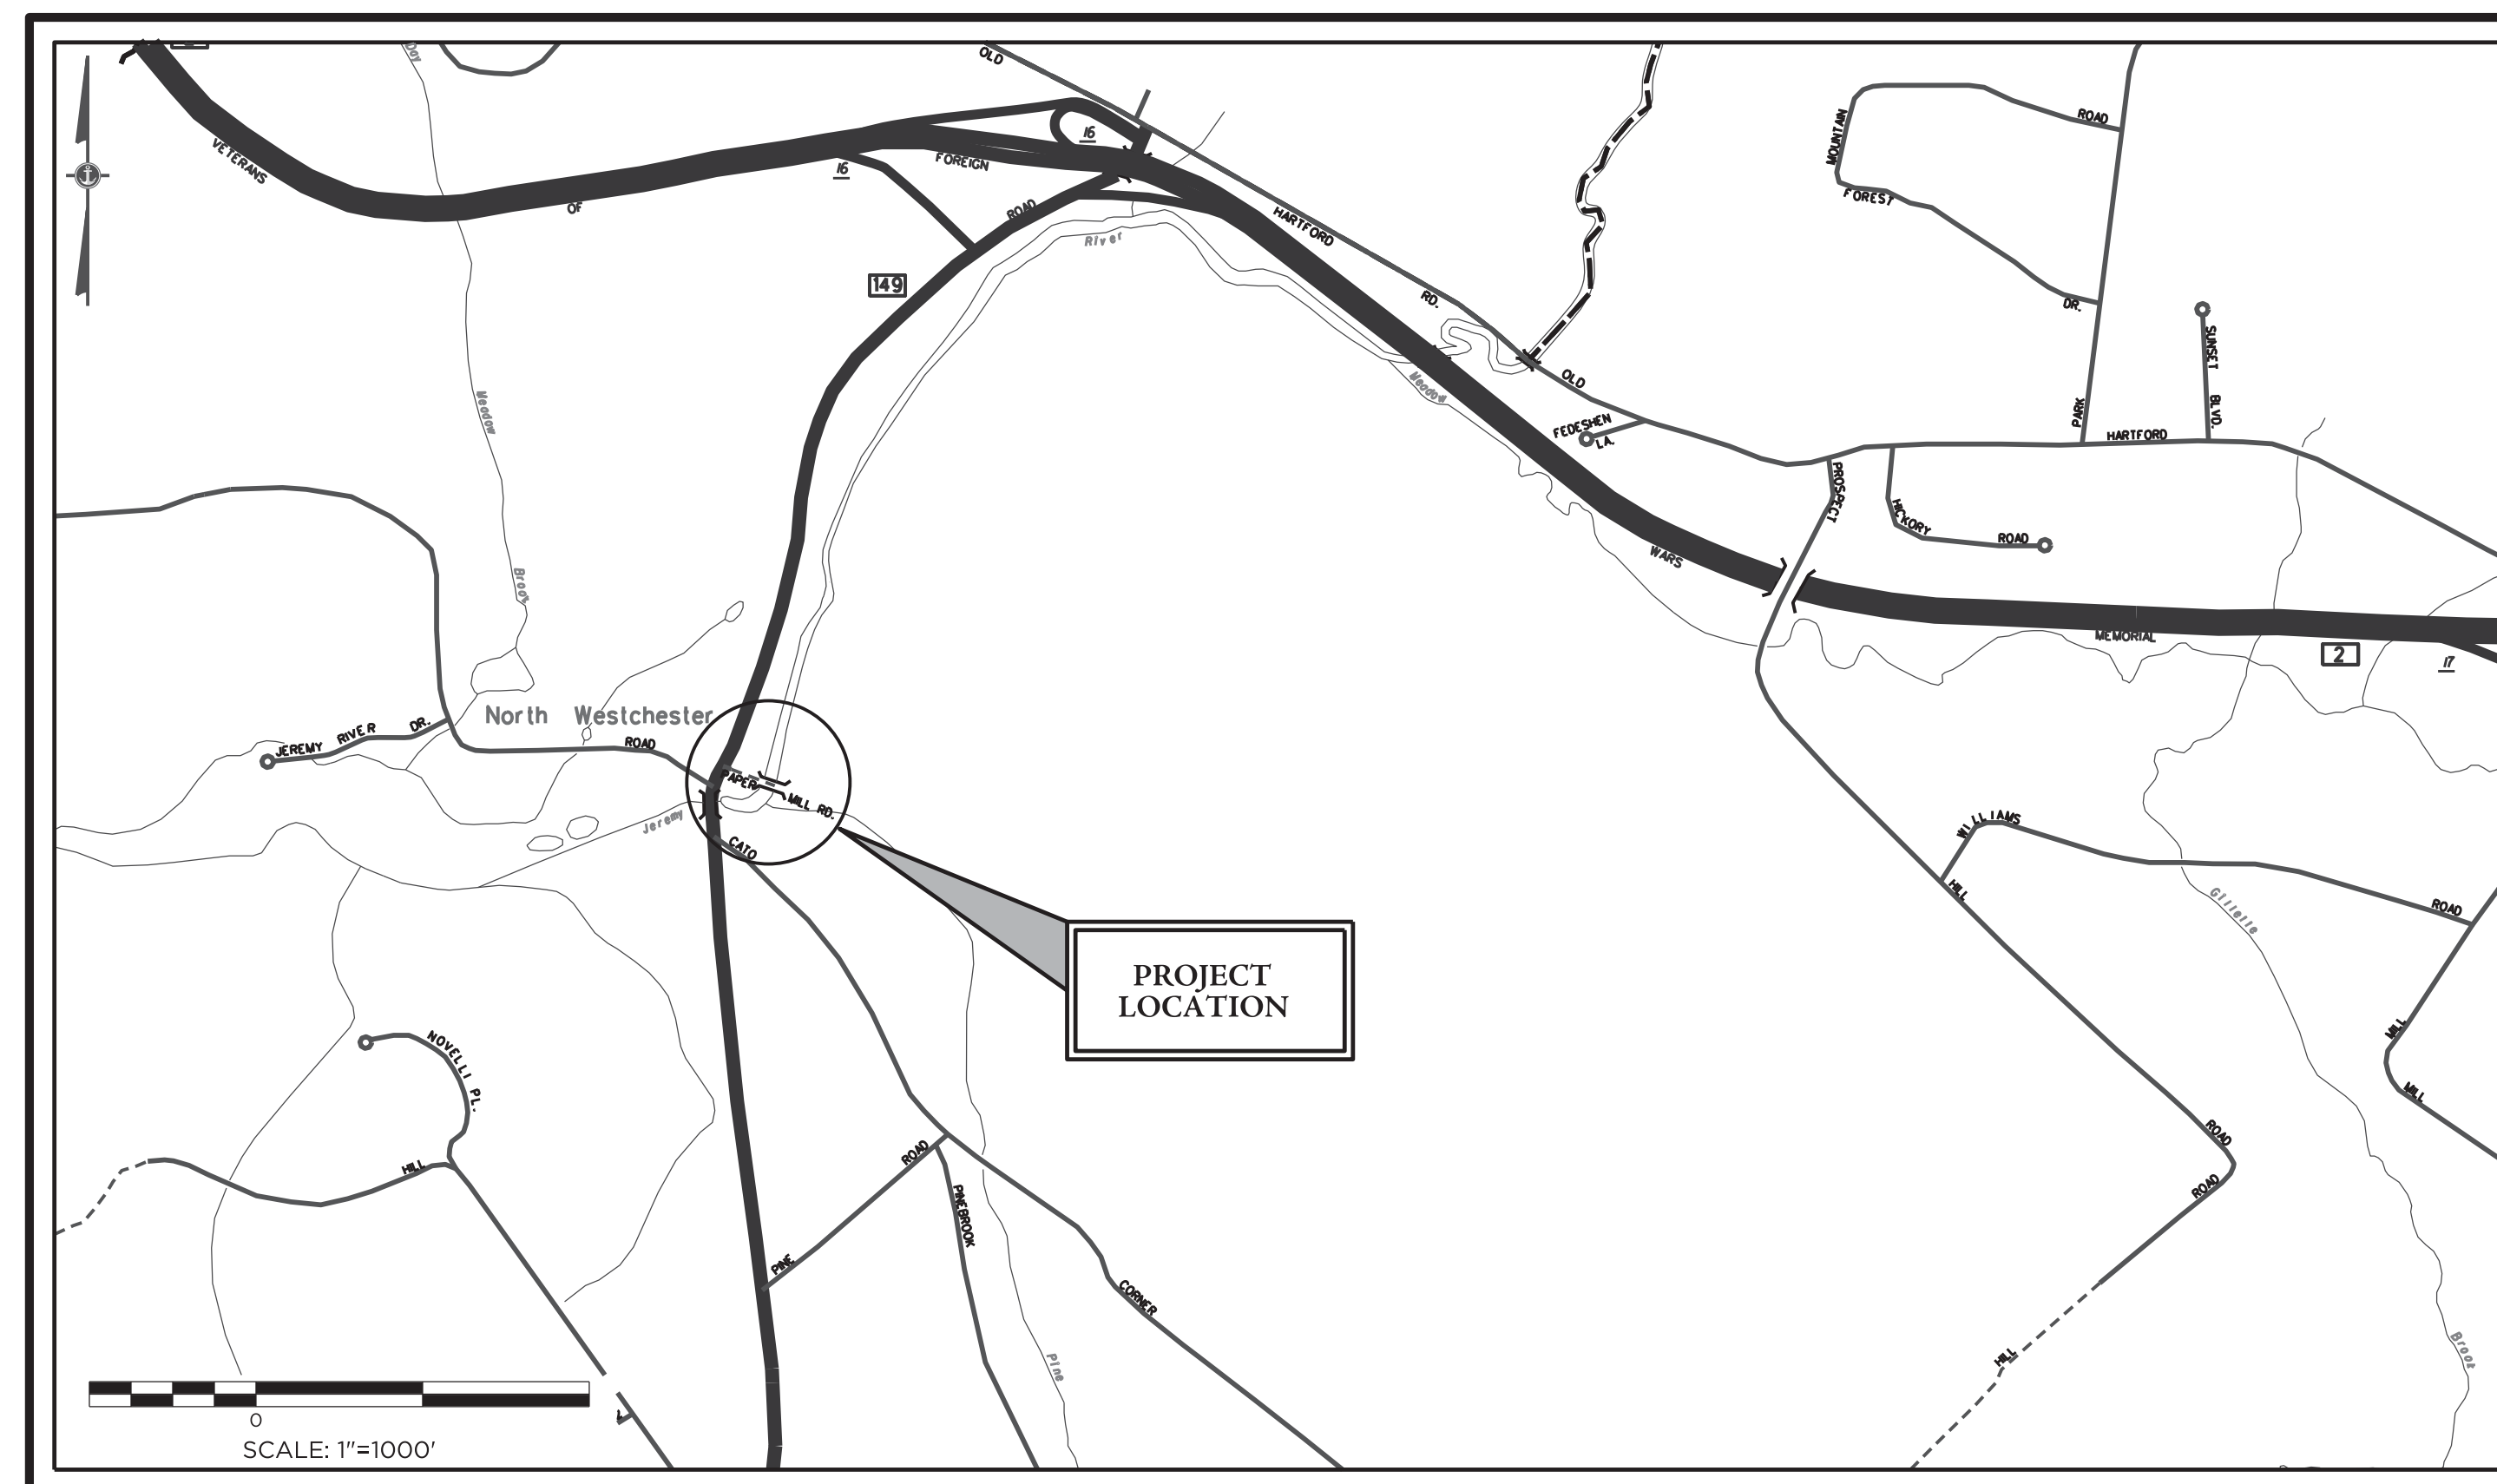 OLD
Day
ROAD
MOUNTAIN
16
VETERANS
FOREIGN
16
FOREST
OF
ROAD
HARTFORD
River
149
RD.
DR.
SUNSET
OLD
Meadow
Meadow
BLVD.
PARK
FEDESHEN
LA.
HARTFORD
PROSPECT
HICKORY
ROAD
WARS
Brook
MEMORIAL
2
17
North Westchester
JEREMY RIVER DR.
ROAD
PAPER MILL RD.
Jeremy
CATO
WILLIAMS
HILL
ROAD
Gillette
PROJECT
LOCATION
MILL
NOVELLI PL.
MILL
ROAD
HILL
ROAD
ROAD
PINEBROOK
PINE
CORNER
Pine
HILL
Brook
0
SCALE: 1"=1000'